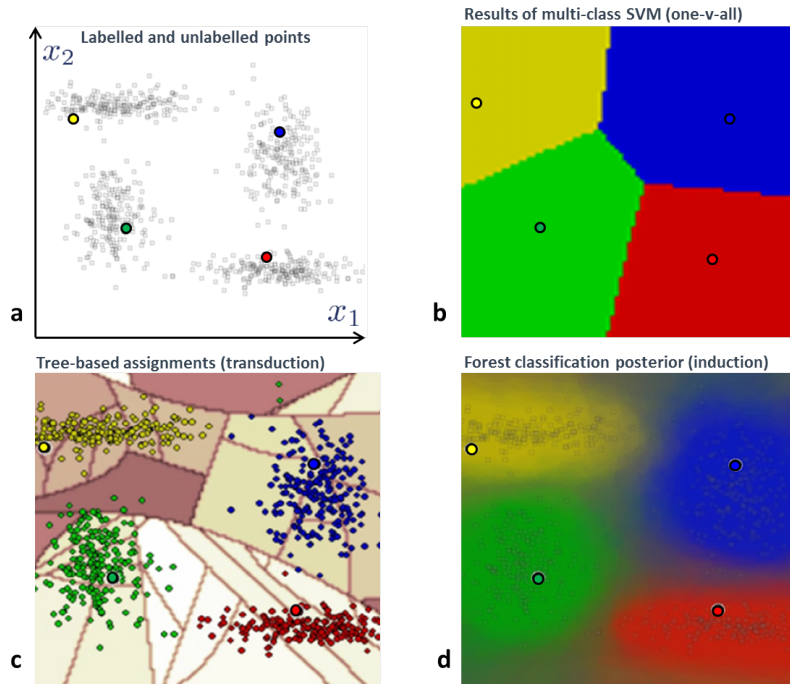 Labelled and unlabelled points
x₂
x₁
a
Results of multi-class SVM (one-v-all)
b
Tree-based assignments (transduction)
c
Forest classification posterior (induction)
d